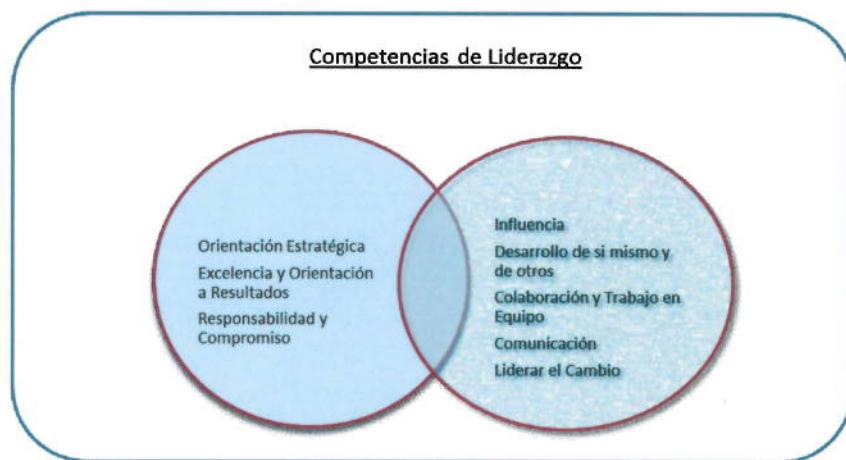 Competencias de Liderazgo
Orientación Estratégica
Excelencia y Orientación
a Resultados
Responsabilidad y
Compromiso
Influencia
Desarrollo de si mismo y
de otros
Colaboración y Trabajo en
Equipo
Comunicación
Liderar el Cambio